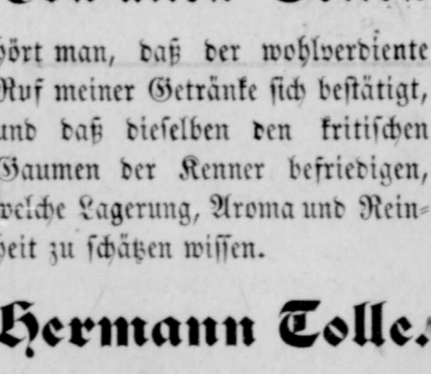 hört man, daß der wohlverdiente
Ruf meiner Getränke sich bestätigt,
und daß dieselben den kritischen
Gaumen der Kenner befriedigen,
welche Lagerung, Aroma und Rein-
heit zu schätzen wissen.
Hermann Tolle.